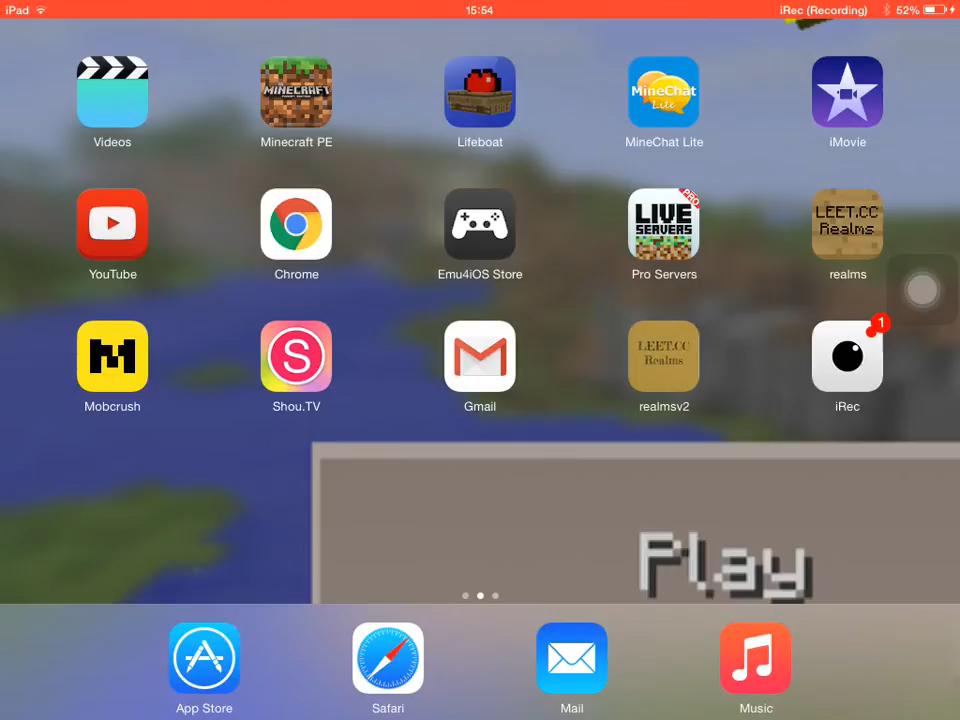 iPad 15:54 iRec (Recording) 52%
MINECRAFT MineChat Lite
Videos Minecraft PE Lifeboat MineChat Lite iMovie
LIVE SERVERS PRO LEET.CC Realms
YouTube Chrome Emu4iOS Store Pro Servers realms
M S LEET.CC Realms 1
Mobcrush Shou.TV Gmail realmsv2 iRec
Play
App Store Safari Mail Music